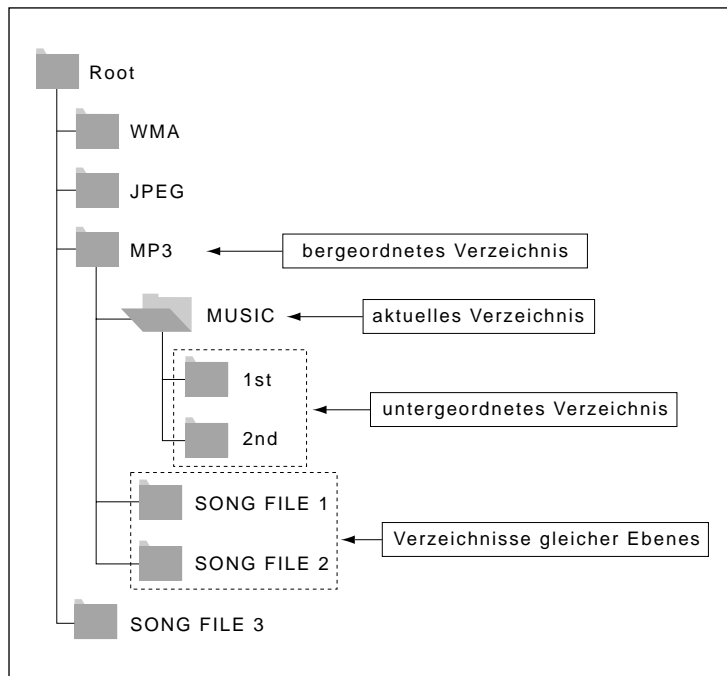 Root
WMA
JPEG
MP3
bergeordnetes Verzeichnis
MUSIC
aktuelles Verzeichnis
1st
untergeordnetes Verzeichnis
2nd
SONG FILE 1
Verzeichnisse gleicher Ebenes
SONG FILE 2
SONG FILE 3